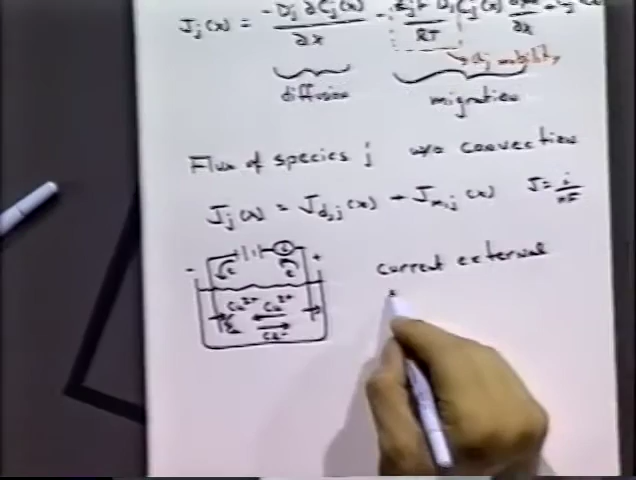 Jj(x) = -Dj ∂Cj(x) / ∂x - Dj Cj(x) / RT ∂x
mobility
diffusion migration
Flux of species j w/o convection
Jj(x) = Jd,j(x) - Jm,j(x) J = i/nF
- + 
e e
Cu2+ Cu2+
current external